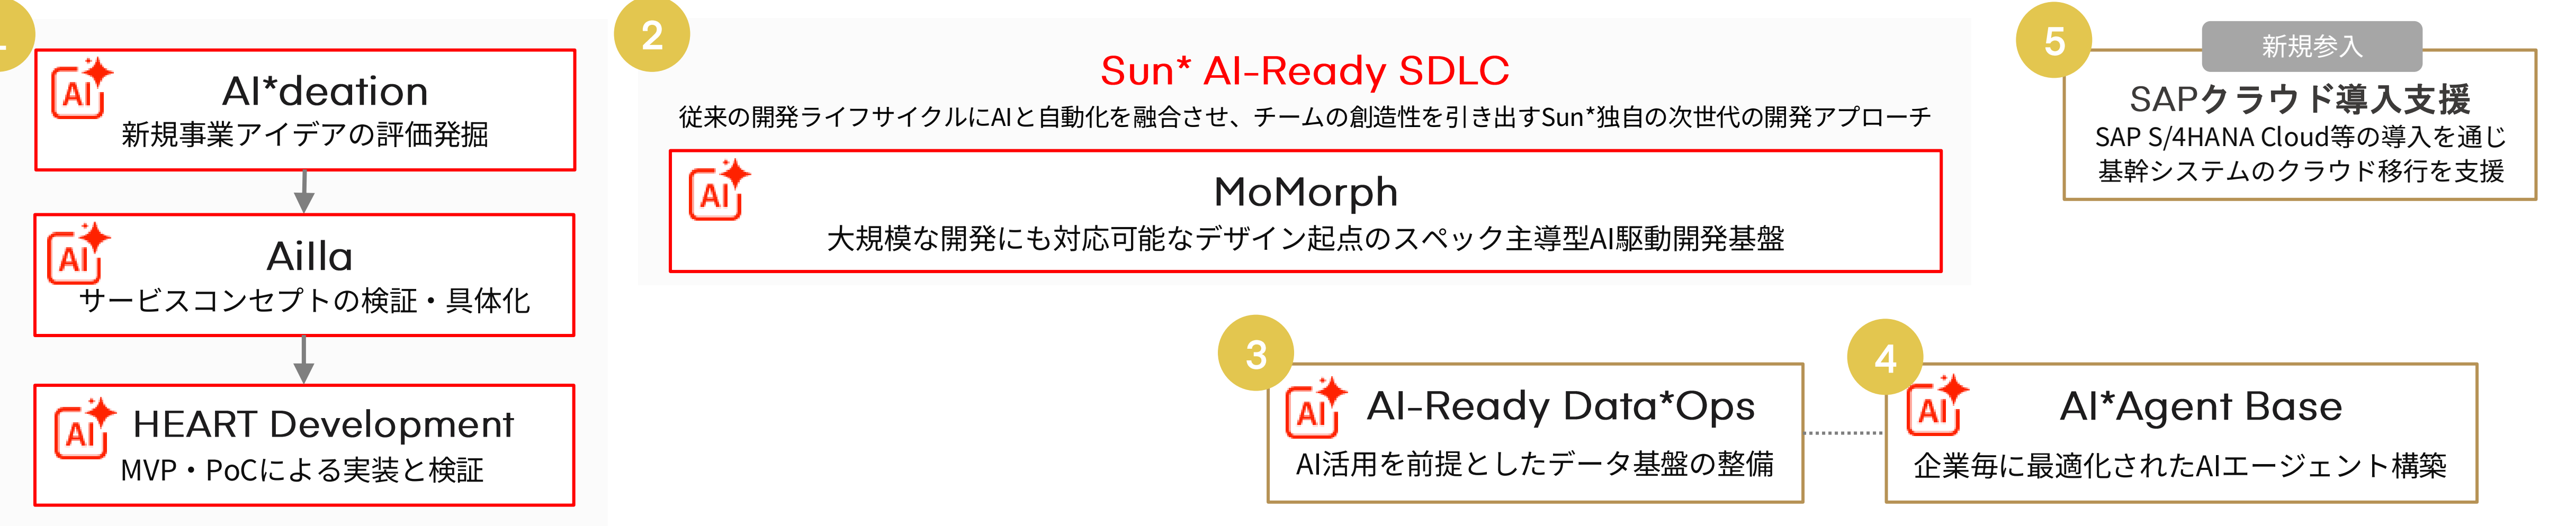 AI
AI*deation
新規事業アイデアの評価発掘
AI
Ailla
サービスコンセプトの検証・具体化
AI
HEART Development
MVP・PoCによる実装と検証
2
Sun* AI-Ready SDLC
従来の開発ライフサイクルにAIと自動化を融合させ、チームの創造性を引き出すSun*独自の次世代の開発アプローチ
AI
MoMorph
大規模な開発にも対応可能なデザイン起点のスペック主導型AI駆動開発基盤
3
AI
AI-Ready Data*Ops
AI活用を前提としたデータ基盤の整備
4
AI
AI*Agent Base
企業毎に最適化されたAIエージェント構築
5
新規参入
SAPクラウド導入支援
SAP S/4HANA Cloud等の導入を通じ
基幹システムのクラウド移行を支援